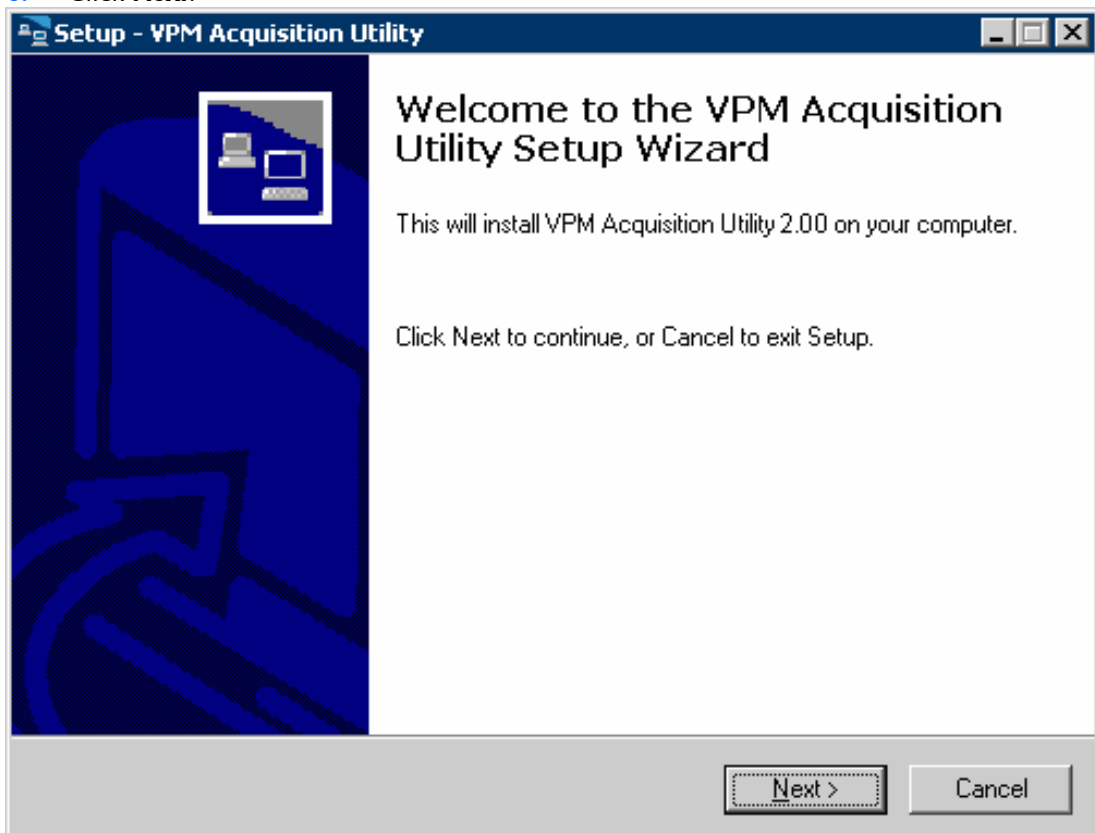 Setup - VPM Acquisition Utility
Welcome to the VPM Acquisition
Utility Setup Wizard
This will install VPM Acquisition Utility 2.00 on your computer.
Click Next to continue, or Cancel to exit Setup.
Next >
Cancel